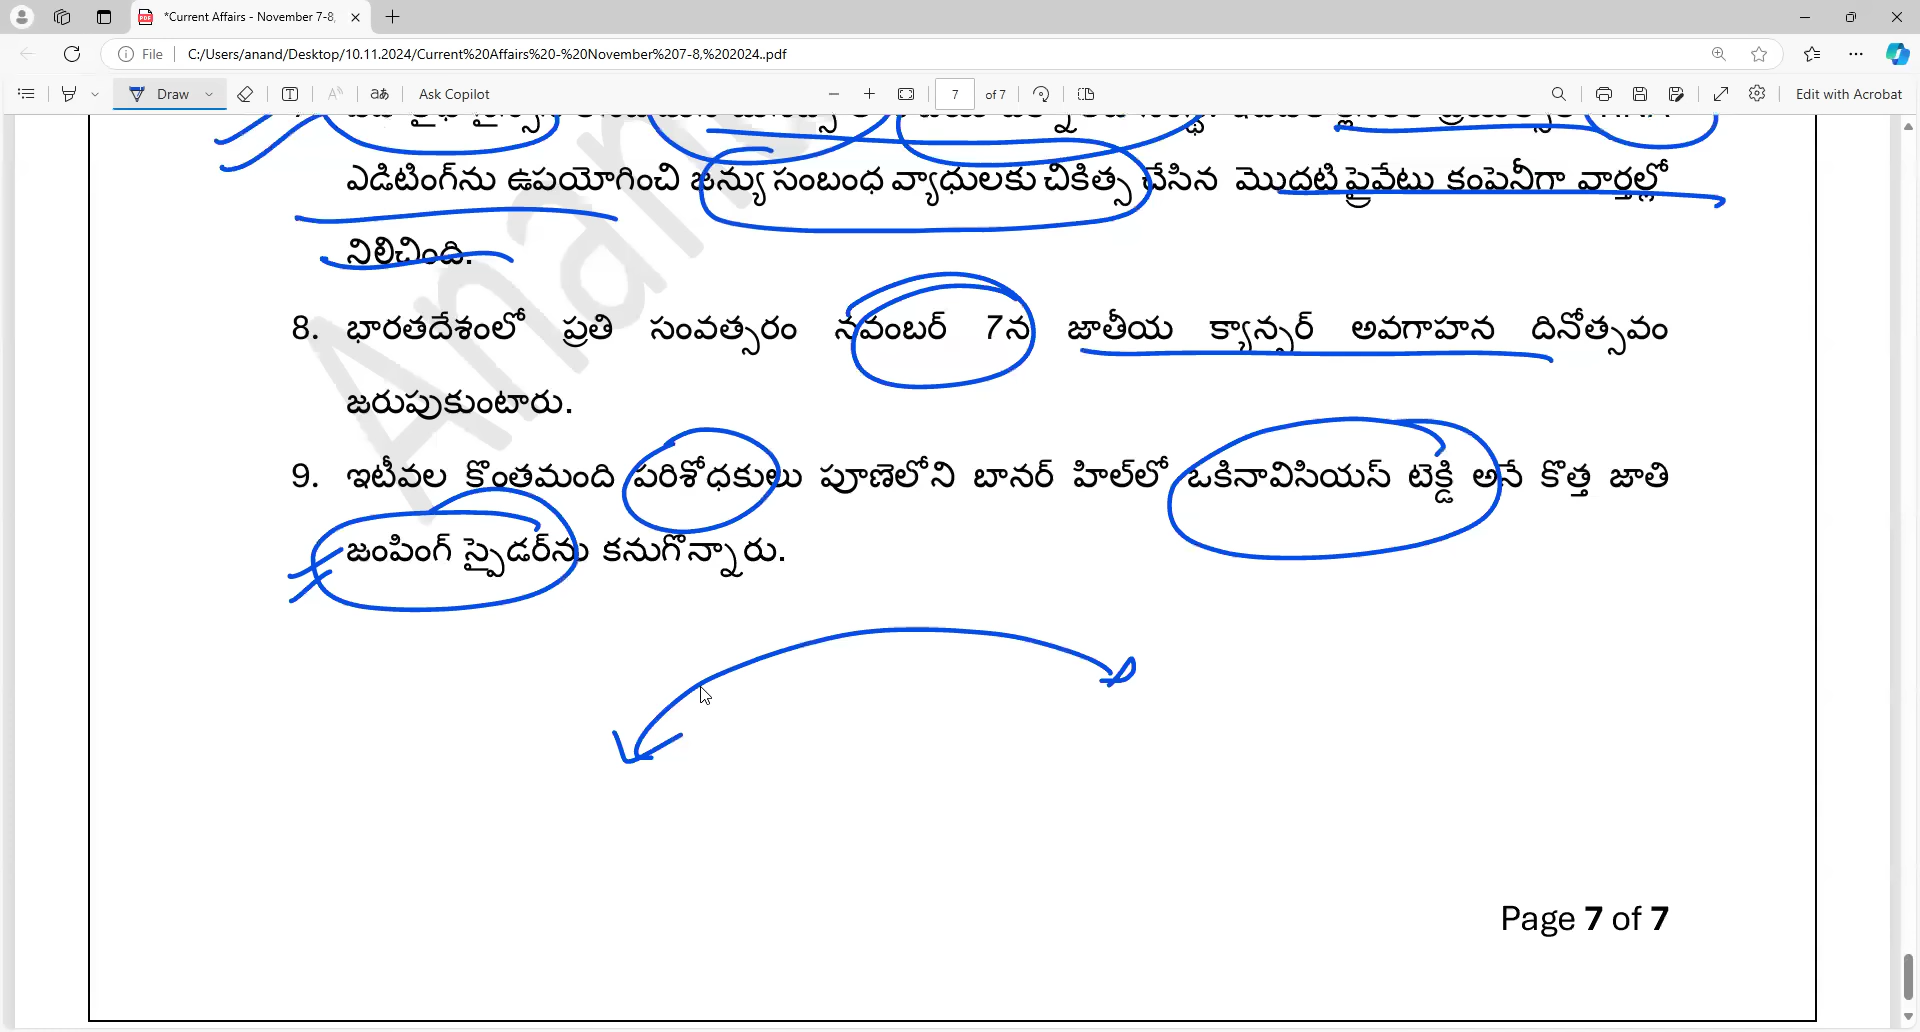 *Current Affairs - November 7-8,
File
C:/Users/anand/Desktop/10.11.2024/Current%20Affairs%20-%20November%207-8,%202024..pdf
Draw
Ask Copilot
7 of 7
Edit with Acrobat
ఎడిటింగ్‌ను ఉపయోగించి జన్యు సంబంధ వ్యాధులకు చికిత్స చేసిన మొదటి ప్రైవేటు కంపెనీగా వార్తల్లో
నిలిచింది.
8. భారతదేశంలో ప్రతి సంవత్సరం నవంబర్ 7న జాతీయ క్యాన్సర్ అవగాహన దినోత్సవం
జరుపుకుంటారు.
9. ఇటీవల కొంతమంది పరిశోధకులు పూణెలోని బానర్ హిల్‌లో ఒకినావిసియస్ టెడ్డి అనే కొత్త జాతి
జంపింగ్ స్పైడర్‌ను కనుగొన్నారు.
Page 7 of 7